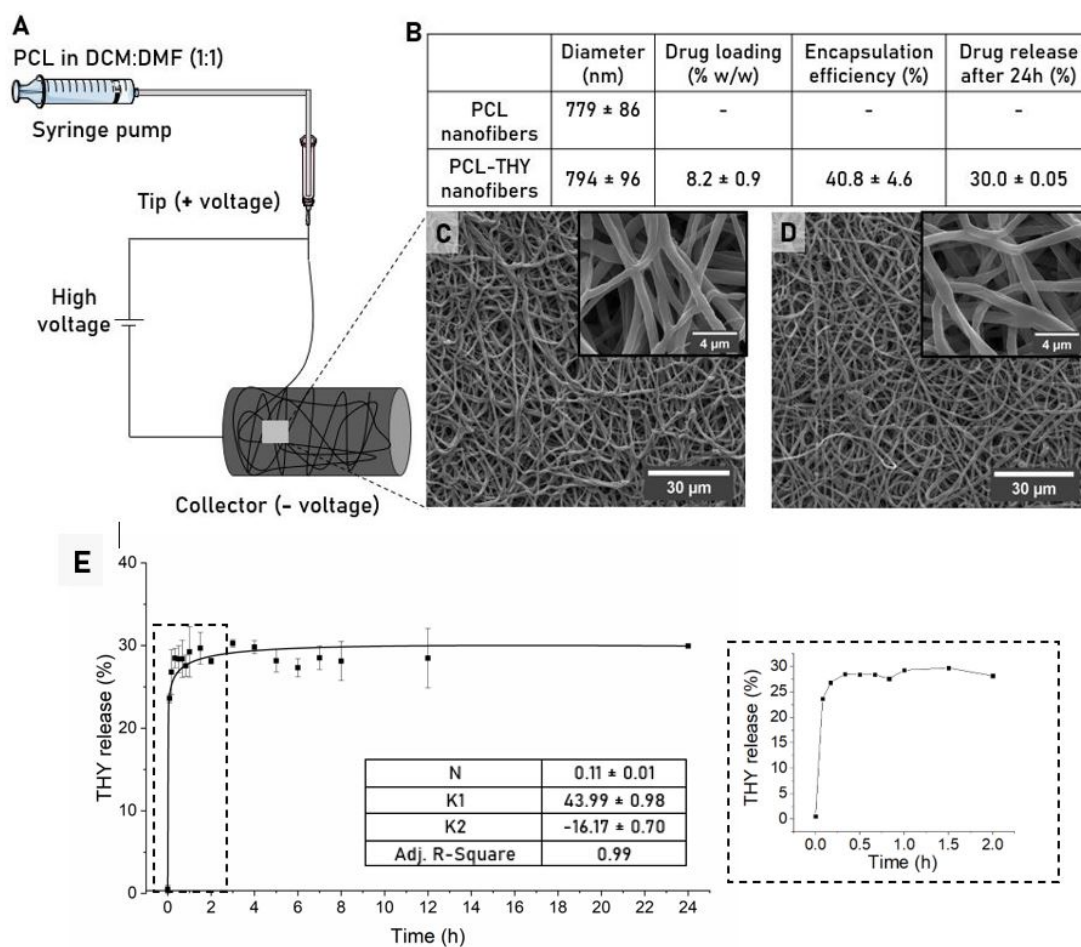 A
PCL in DCM:DMF (1:1)
Syringe pump
Tip (+ voltage)
High
voltage
Collector (- voltage)
B
Diameter
(nm)
Drug loading
(% w/w)
Encapsulation
efficiency (%)
Drug release
after 24h (%)
PCL
nanofibers
779 ± 86
-
-
-
PCL-THY
nanofibers
794 ± 96
8.2 ± 0.9
40.8 ± 4.6
30.0 ± 0.05
C
4 µm
30 µm
D
4 µm
30 µm
E
THY release (%)
40
30
20
10
0
0
2
4
6
8
10
12
14
16
18
20
22
24
Time (h)
N
0.11 ± 0.01
K1
43.99 ± 0.98
K2
-16.17 ± 0.70
Adj. R-Square
0.99
THY release (%)
30
25
20
15
10
5
0
0.0
0.5
1.0
1.5
2.0
Time (h)